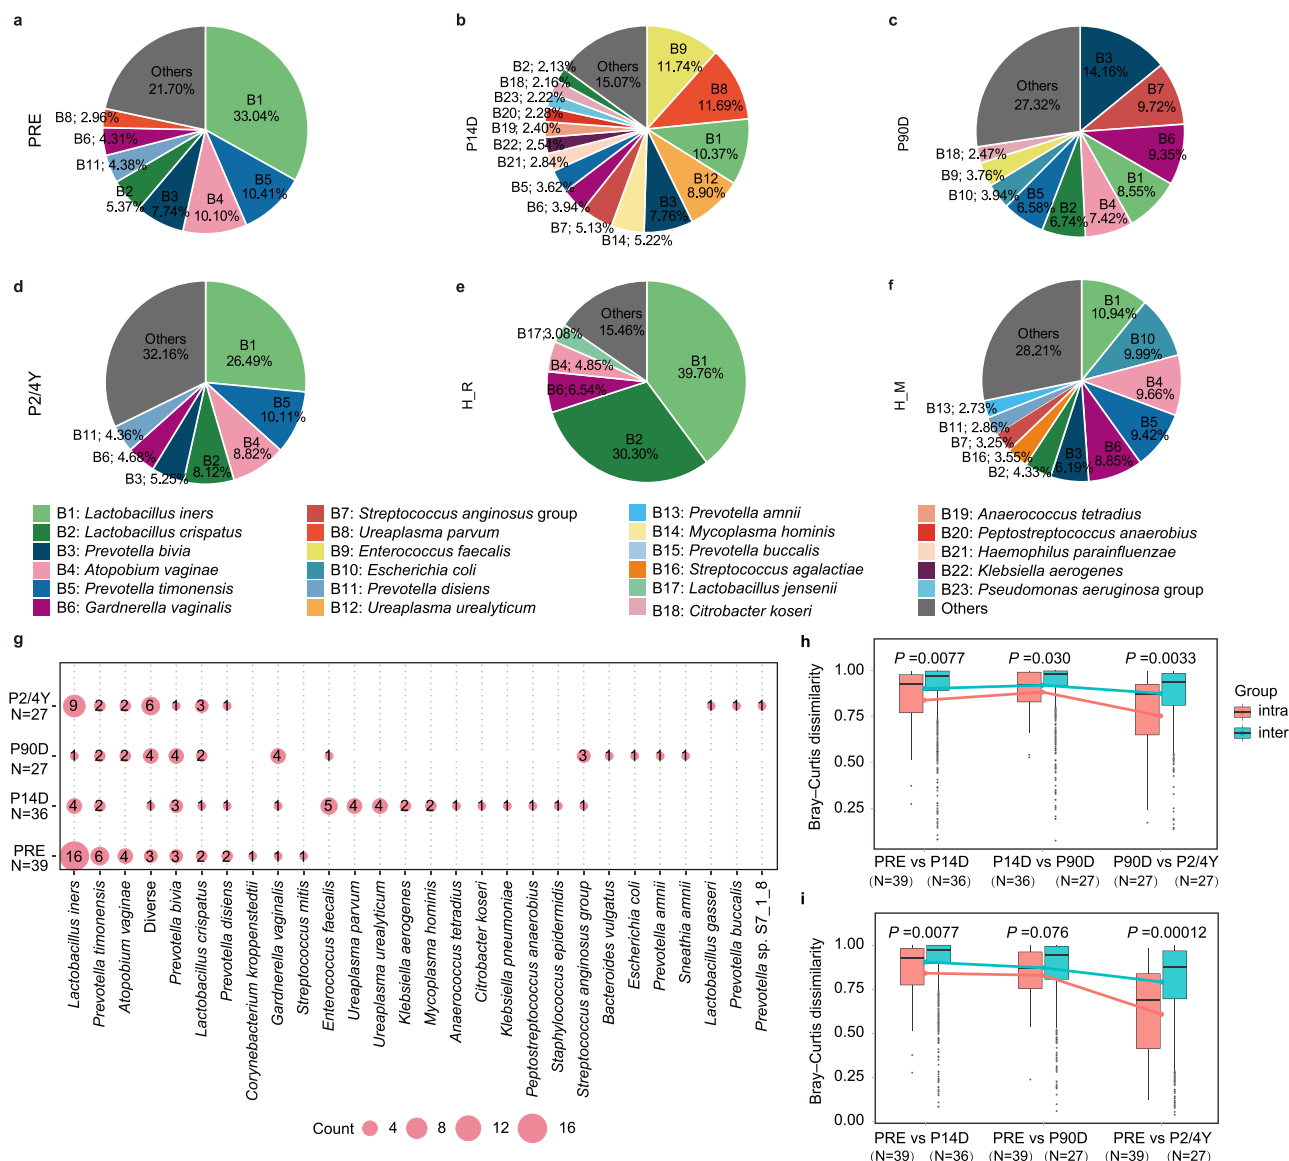 a
PRE
Others
21.70%
B1
33.04%
B8; 2.96%
B6; 4.31%
B11; 4.38%
B2
5.37%
B3
7.74%
B4
10.10%
B5
10.41%
b
P14D
B2; 2.13%
B18; 2.16%
B23; 2.22%
B20; 2.28%
B19; 2.40%
B22; 2.54%
B21; 2.84%
B5; 3.62%
B6; 3.94%
B7; 5.13%
B14; 5.22%
Others
15.07%
B9
11.74%
B8
11.69%
B1
10.37%
B12
8.90%
B3
7.76%
c
P90D
Others
27.32%
B3
14.16%
B7
9.72%
B6
9.35%
B1
8.55%
B4
7.42%
B2
6.74%
B5
6.58%
B18; 2.47%
B9; 3.76%
B10; 3.94%
d
P2/4Y
Others
32.16%
B1
26.49%
B5
10.11%
B4
8.82%
B2
8.12%
B11; 4.36%
B6; 4.68%
B3; 5.25%
e
H_R
Others
15.46%
B17;3.08%
B4; 4.85%
B6;6.54%
B1
39.76%
B2
30.30%
f
H_M
Others
28.21%
B1
10.94%
B10
9.99%
B4
9.66%
B5
9.42%
B6
8.85%
B3
6.19%
B13; 2.73%
B11; 2.86%
B7; 3.25%
B16; 3.55%
B2; 4.33%
B1: Lactobacillus iners
B2: Lactobacillus crispatus
B3: Prevotella bivia
B4: Atopobium vaginae
B5: Prevotella timonensis
B6: Gardnerella vaginalis
B7: Streptococcus anginosus group
B8: Ureaplasma parvum
B9: Enterococcus faecalis
B10: Escherichia coli
B11: Prevotella disiens
B12: Ureaplasma urealyticum
B13: Prevotella amnii
B14: Mycoplasma hominis
B15: Prevotella buccalis
B16: Streptococcus agalactiae
B17: Lactobacillus jensenii
B18: Citrobacter koseri
B19: Anaerococcus tetradius
B20: Peptostreptococcus anaerobius
B21: Haemophilus parainfluenzae
B22: Klebsiella aerogenes
B23: Pseudomonas aeruginosa group
Others
g
P2/4Y
N=27
9 2 2 6 1 3 1 1 1 1
P90D
N=27
1 2 2 4 4 2 4 1 3 1 1 1 1
P14D
N=36
4 2 1 3 1 1 1 5 4 4 2 2 1 1 1 1 1 1
PRE
N=39
16 6 4 3 3 2 2 1 1 1
Lactobacillus iners
Prevotella timonensis
Atopobium vaginae
Diverse
Prevotella bivia
Lactobacillus crispatus
Prevotella disiens
Corynebacterium kroppenstedtii
Gardnerella vaginalis
Streptococcus mitis
Enterococcus faecalis
Ureaplasma parvum
Ureaplasma urealyticum
Klebsiella aerogenes
Mycoplasma hominis
Anaerococcus tetradius
Citrobacter koseri
Klebsiella pneumoniae
Peptostreptococcus anaerobius
Staphylococcus epidermidis
Streptococcus anginosus group
Bacteroides vulgatus
Escherichia coli
Prevotella amnii
Sneathia amnii
Lactobacillus gasseri
Prevotella buccalis
Prevotella sp. S7_1_8
Count 4 8 12 16
h
Bray–Curtis dissimilarity
1.00
0.75
0.50
0.25
P =0.0077
P =0.030
P =0.0033
PRE vs P14D
(N=39) (N=36)
P14D vs P90D
(N=36) (N=27)
P90D vs P2/4Y
(N=27) (N=27)
Group
intra
inter
i
Bray–Curtis dissimilarity
1.00
0.75
0.50
0.25
0.00
P =0.0077
P =0.076
P =0.00012
PRE vs P14D
(N=39) (N=36)
PRE vs P90D
(N=39) (N=27)
PRE vs P2/4Y
(N=39) (N=27)